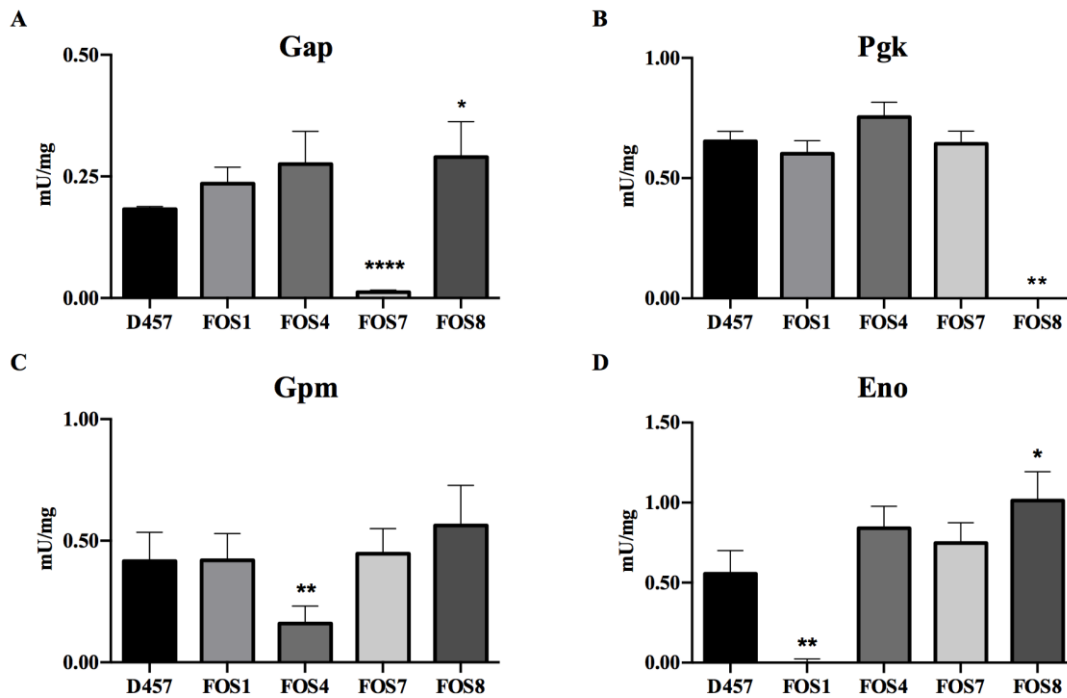 A
Gap
mU/mg
0.50
0.25
0.00
****
*
D457 FOS1 FOS4 FOS7 FOS8
B
Pgk
mU/mg
1.00
0.50
0.00
**
D457 FOS1 FOS4 FOS7 FOS8
C
Gpm
mU/mg
1.00
0.50
0.00
**
D457 FOS1 FOS4 FOS7 FOS8
D
Eno
mU/mg
1.50
1.00
0.50
0.00
**
*
D457 FOS1 FOS4 FOS7 FOS8